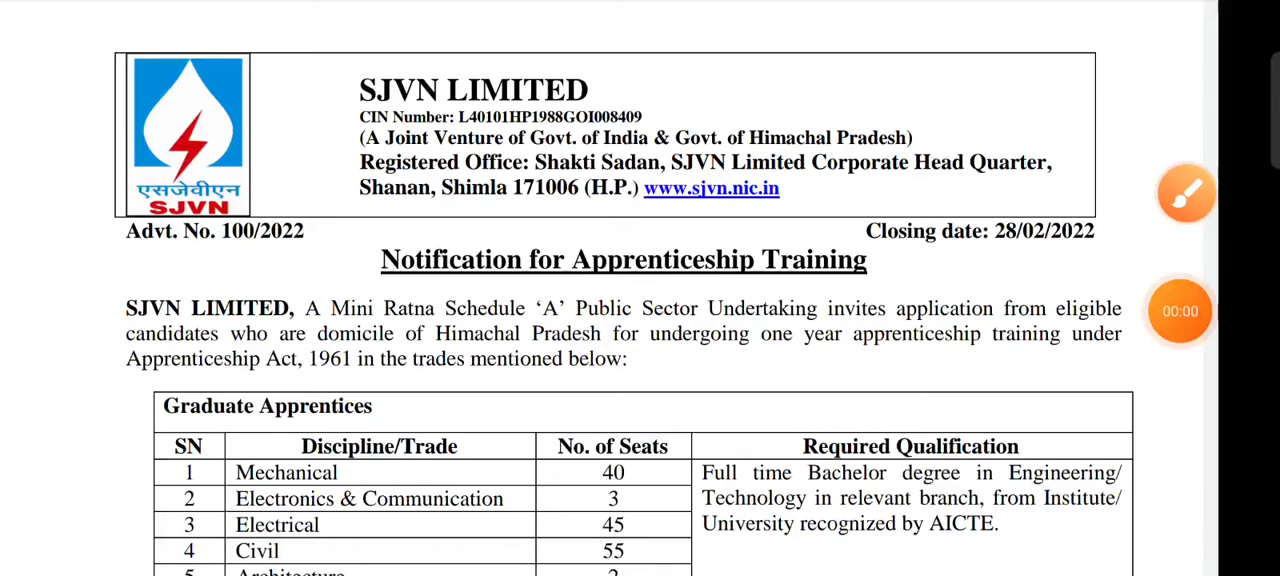 SJVN LIMITED
CIN Number: L40101HP1988GOI008409
(A Joint Venture of Govt. of India & Govt. of Himachal Pradesh)
Registered Office: Shakti Sadan, SJVN Limited Corporate Head Quarter,
Shanan, Shimla 171006 (H.P.) www.sjvn.nic.in
एसजेवीएन
SJVN
Advt. No. 100/2022 Closing date: 28/02/2022
Notification for Apprenticeship Training
SJVN LIMITED, A Mini Ratna Schedule ‘A’ Public Sector Undertaking invites application from eligible
candidates who are domicile of Himachal Pradesh for undergoing one year apprenticeship training under
Apprenticeship Act, 1961 in the trades mentioned below:
Graduate Apprentices
SN Discipline/Trade No. of Seats Required Qualification
1 Mechanical 40 Full time Bachelor degree in Engineering/
2 Electronics & Communication 3 Technology in relevant branch, from Institute/
3 Electrical 45 University recognized by AICTE.
4 Civil 55
5 Architecture 2
00:00